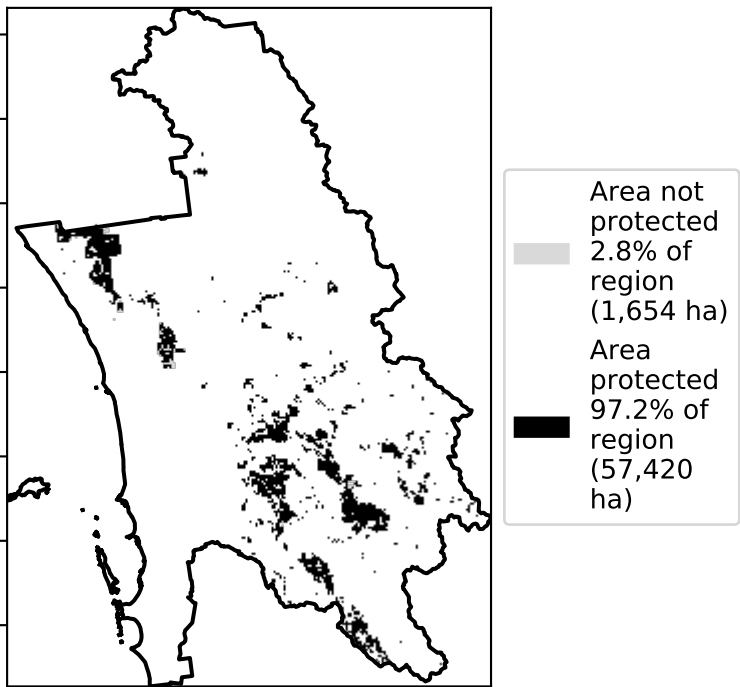 Area not
protected
2.8% of
region
(1,654 ha)
Area
protected
97.2% of
region
(57,420
ha)